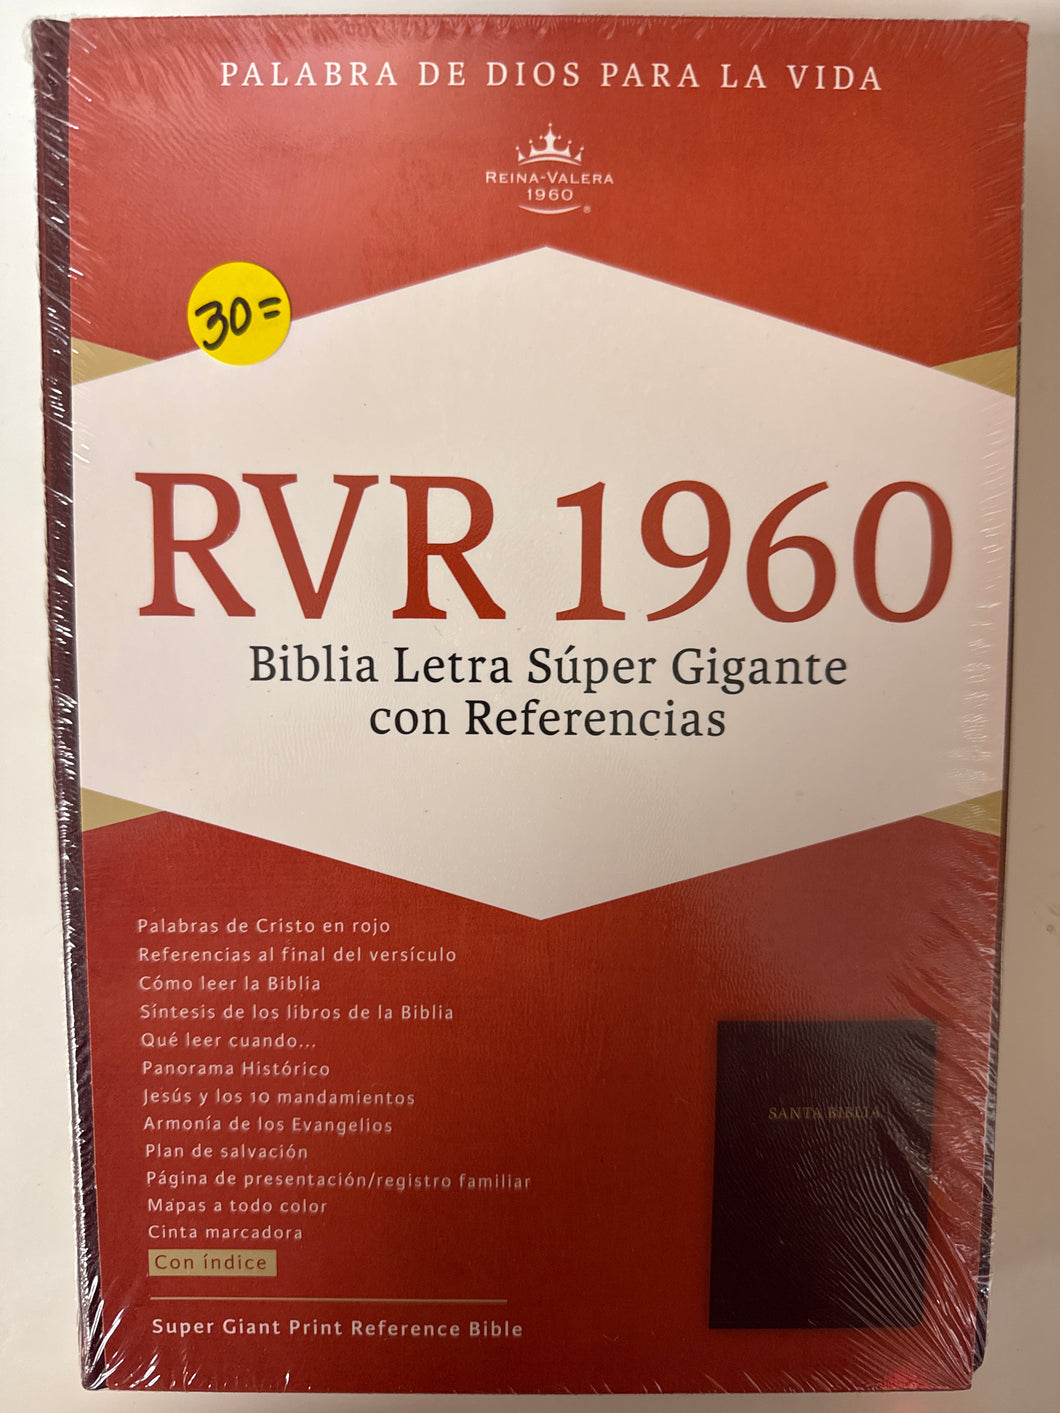 PALABRA DE DIOS PARA LA VIDA
REINA-VALERA
1960
®
30=
RVR 1960
Biblia Letra Súper Gigante
con Referencias
Palabras de Cristo en rojo
Referencias al final del versículo
Cómo leer la Biblia
Síntesis de los libros de la Biblia
Qué leer cuando...
Panorama Histórico
Jesús y los 10 mandamientos
Armonía de los Evangelios
Plan de salvación
Página de presentación/registro familiar
Mapas a todo color
Cinta marcadora
Con índice
Super Giant Print Reference Bible
SANTA BIBLIA